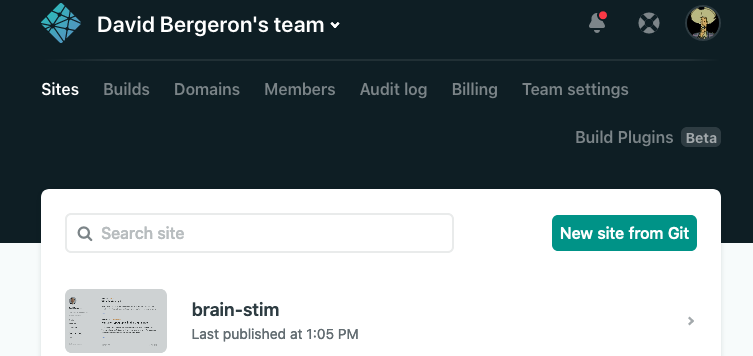 David Bergeron's team
Sites Builds Domains Members Audit log Billing Team settings
Build Plugins Beta
Search site
New site from Git
brain-stim
Last published at 1:05 PM